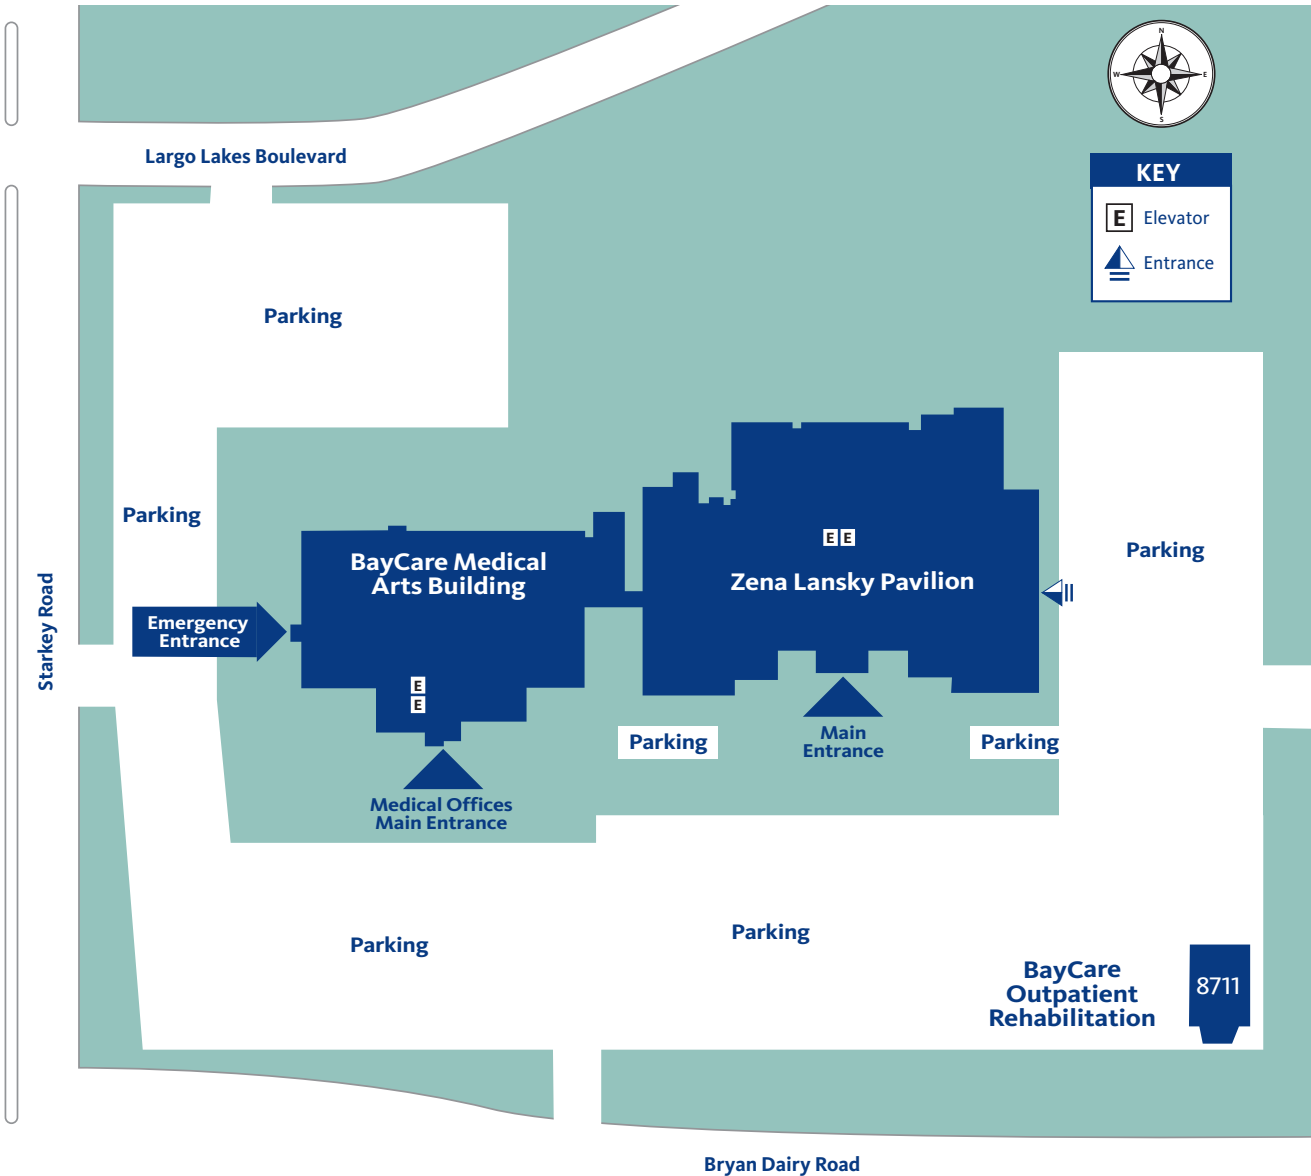 N
W
E
S
Largo Lakes Boulevard
KEY
E
Elevator
Entrance
Parking
Parking
BayCare Medical
Arts Building
E
E
Zena Lansky Pavilion
Parking
Emergency
Entrance
Starkey Road
E
E
Parking
Main
Entrance
Parking
Medical Offices
Main Entrance
Parking
Parking
BayCare
Outpatient
Rehabilitation
8711
Bryan Dairy Road